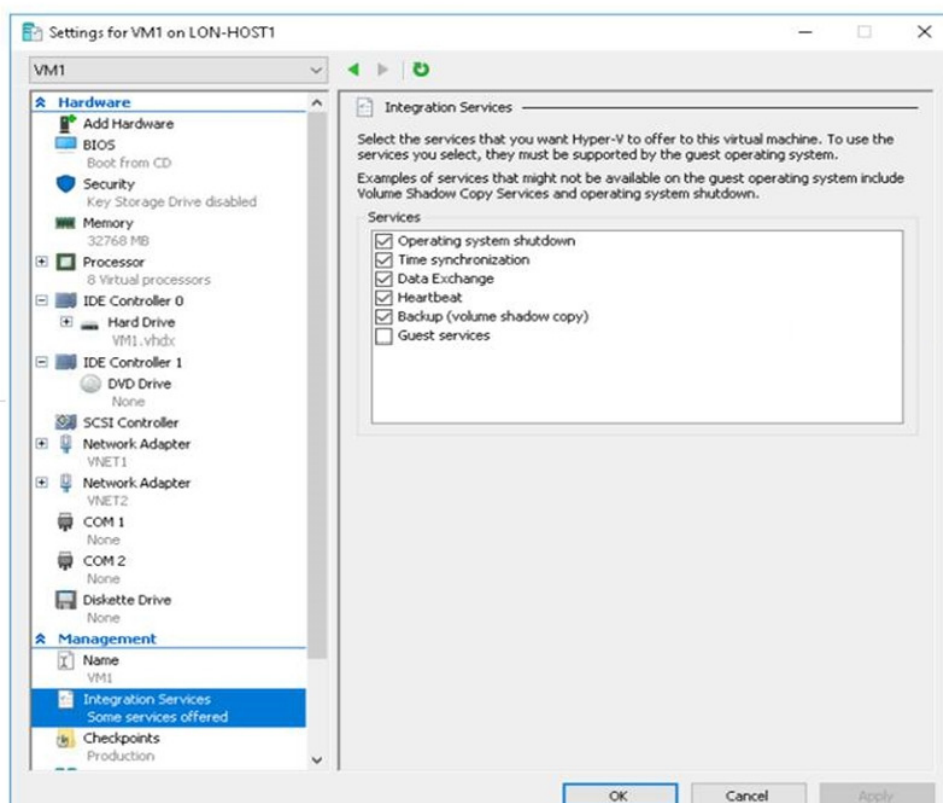 Settings for VM1 on LON-HOST1
VM1
Hardware
Add Hardware
BIOS
Boot from CD
Security
Key Storage Drive disabled
Memory
32768 MB
Processor
8 Virtual processors
IDE Controller 0
Hard Drive
VM1.vhdx
IDE Controller 1
DVD Drive
None
SCSI Controller
Network Adapter
VNET1
Network Adapter
VNET2
COM 1
None
COM 2
None
Diskette Drive
None
Management
Name
VM1
Integration Services
Some services offered
Checkpoints
Production
Integration Services
Select the services that you want Hyper-V to offer to this virtual machine. To use the
services you select, they must be supported by the guest operating system.
Examples of services that might not be available on the guest operating system include
Volume Shadow Copy Services and operating system shutdown.
Services
Operating system shutdown
Time synchronization
Data Exchange
Heartbeat
Backup (volume shadow copy)
Guest services
OK
Cancel
Apply